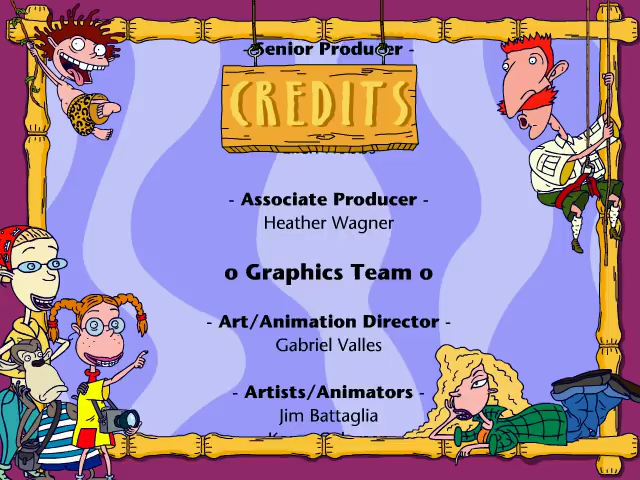 - Senior Producer -
CREDITS
- Associate Producer -
Heather Wagner
o Graphics Team o
- Art/Animation Director -
Gabriel Valles
- Artists/Animators -
Jim Battaglia